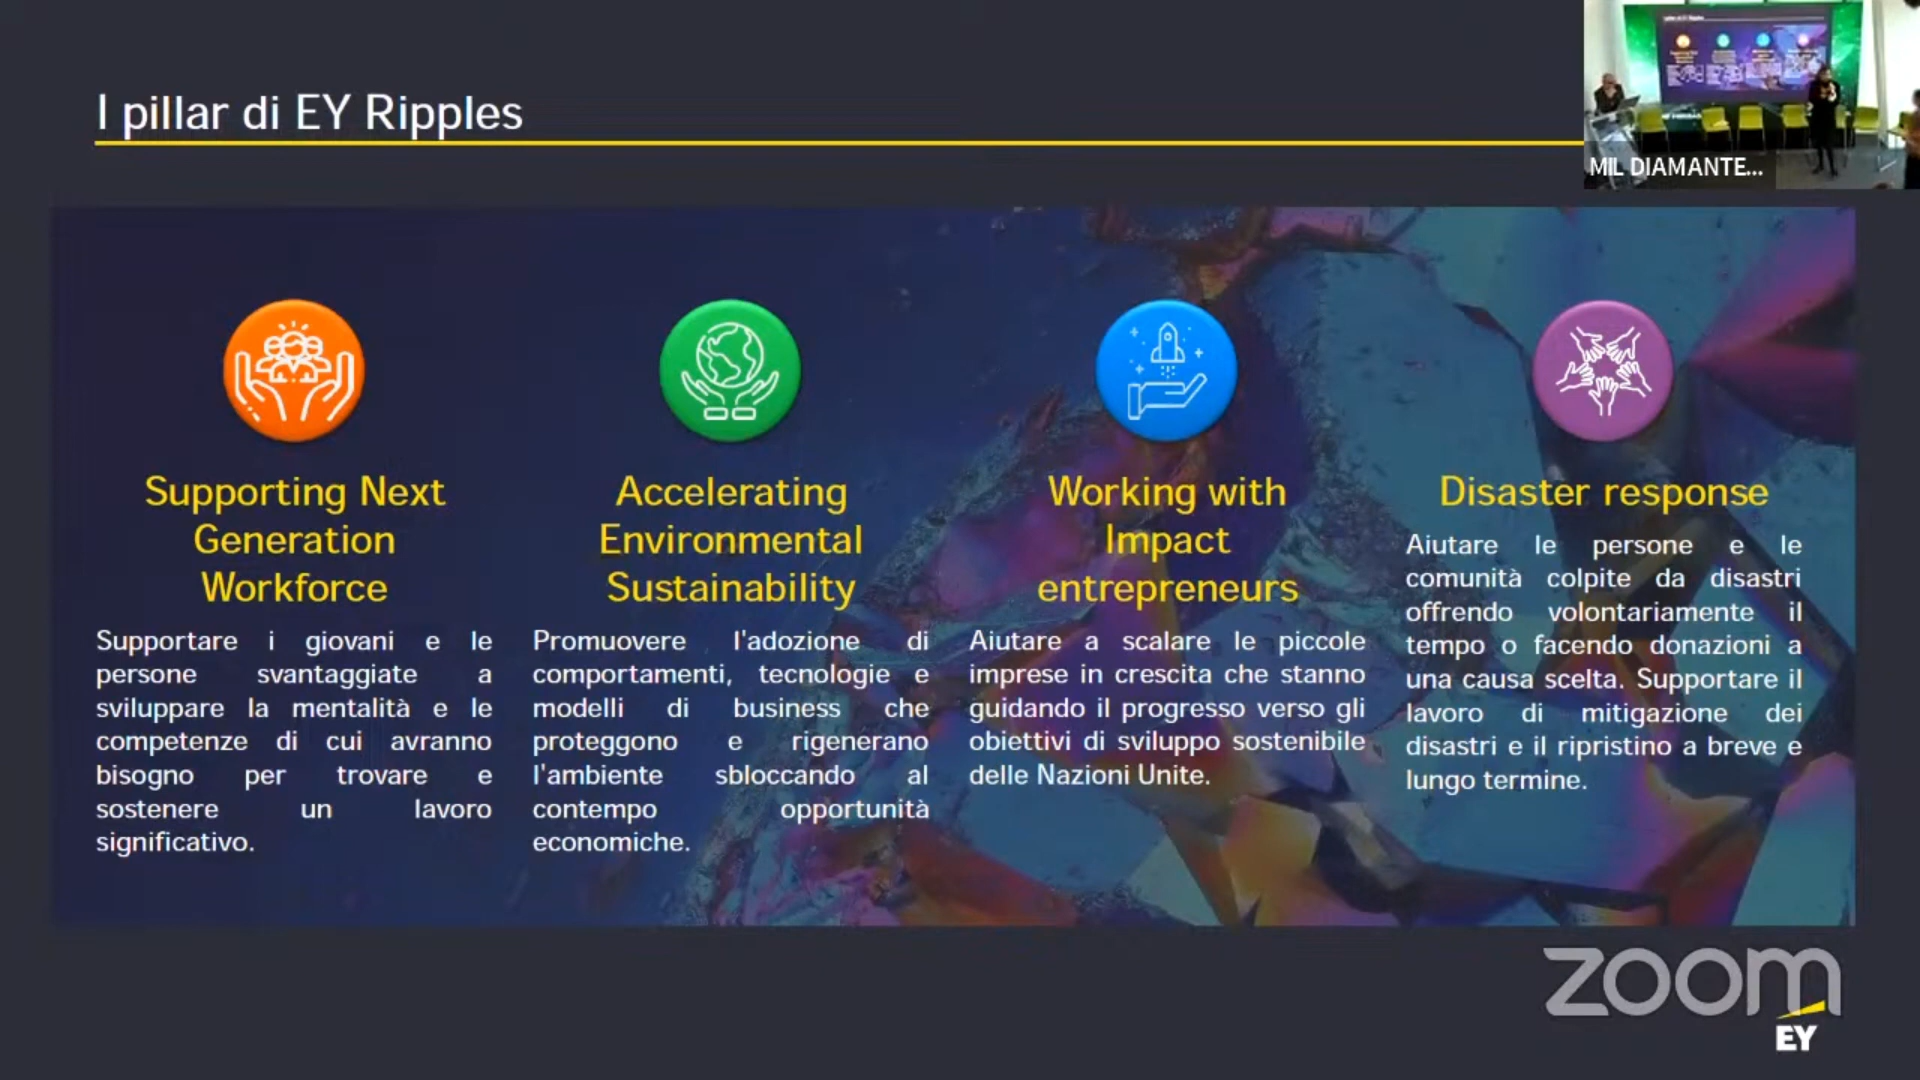 I pillar di EY Ripples
MIL DIAMANTE...
Supporting Next
Generation
Workforce
Supportare i giovani e le
persone svantaggiate a
sviluppare la mentalità e le
competenze di cui avranno
bisogno per trovare e
sostenere un lavoro
significativo.
Accelerating
Environmental
Sustainability
Promuovere l'adozione di
comportamenti, tecnologie e
modelli di business che
proteggono e rigenerano
l'ambiente sbloccando al
contempo opportunità
economiche.
Working with
Impact
entrepreneurs
Aiutare a scalare le piccole
imprese in crescita che stanno
guidando il progresso verso gli
obiettivi di sviluppo sostenibile
delle Nazioni Unite.
Disaster response
Aiutare le persone e le
comunità colpite da disastri
offrendo volontariamente il
tempo o facendo donazioni a
una causa scelta. Supportare il
lavoro di mitigazione dei
disastri e il ripristino a breve e
lungo termine.
zoom
EY